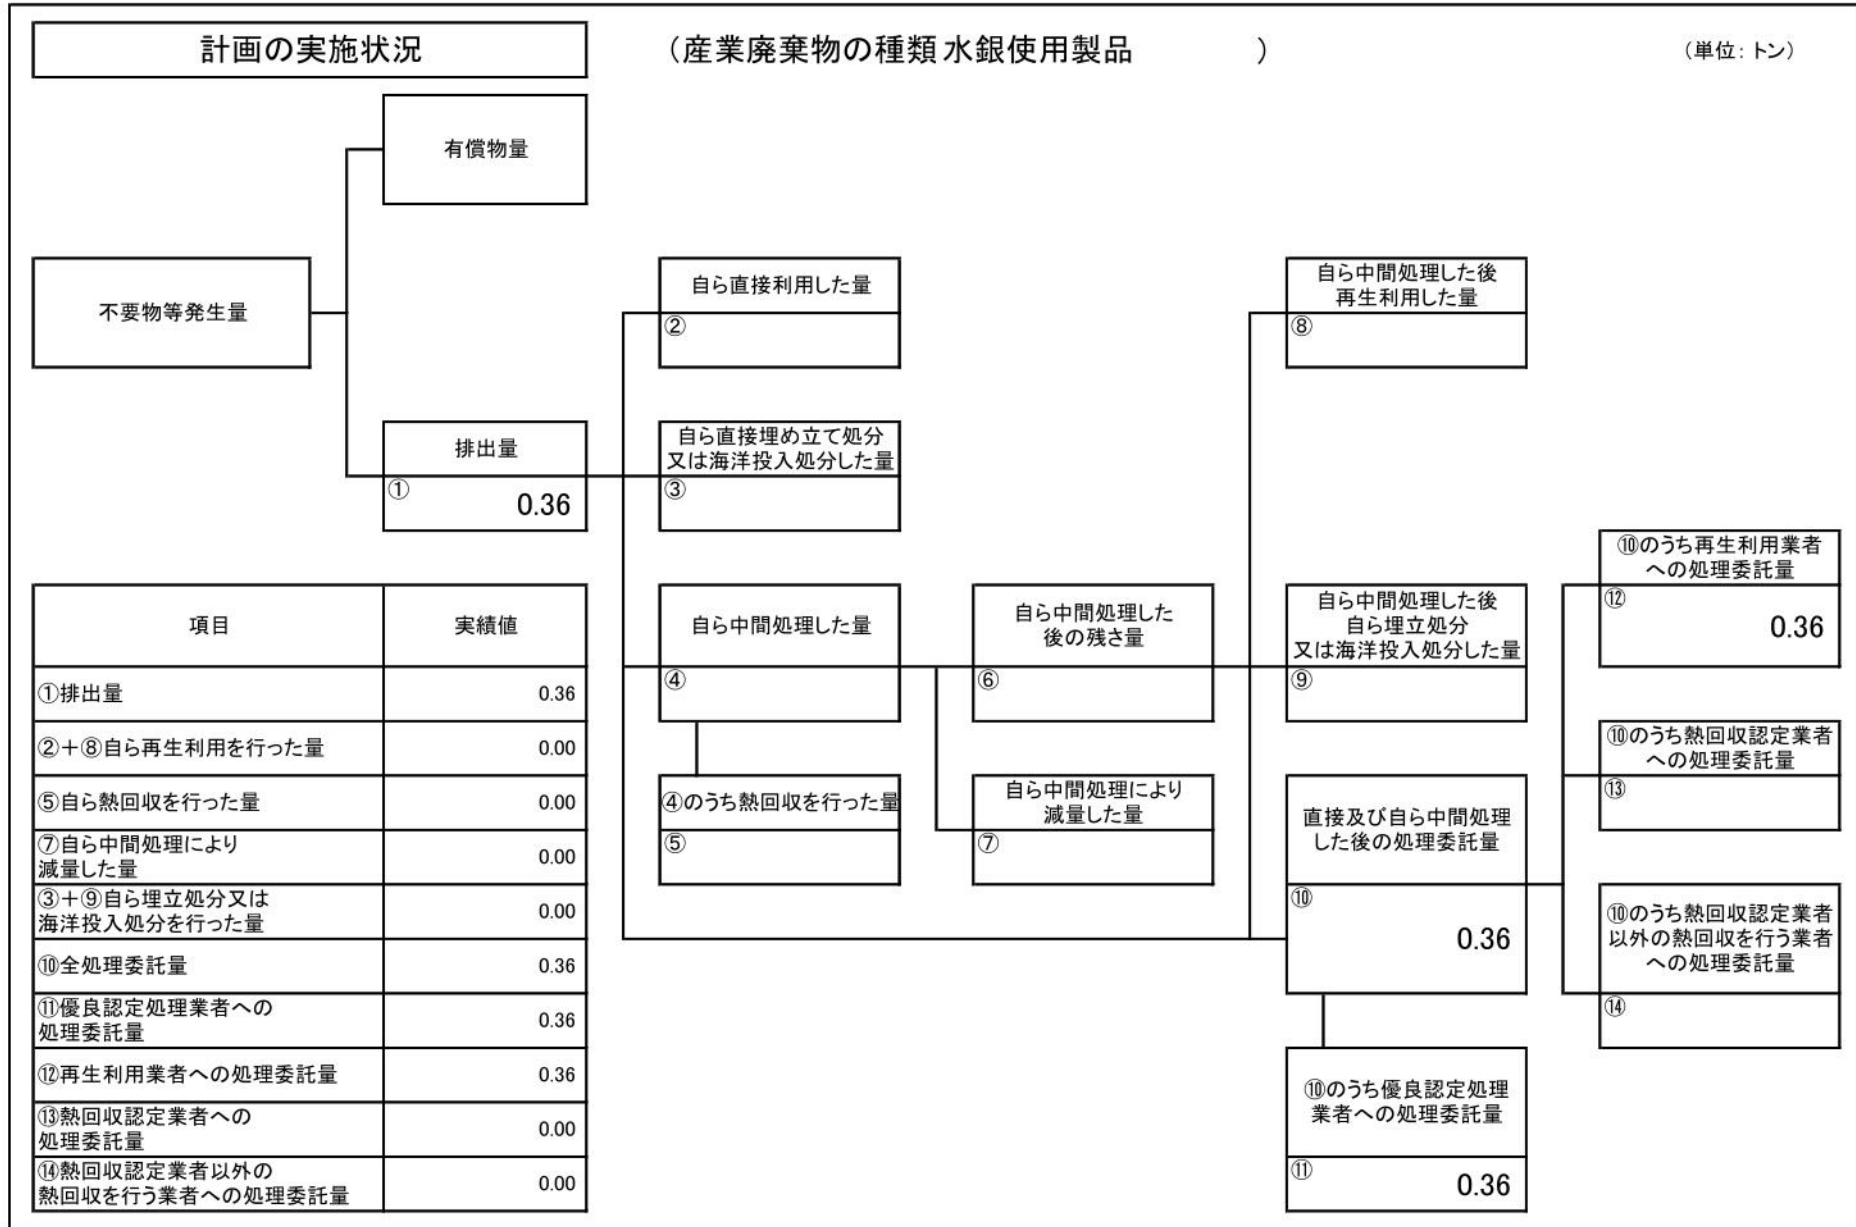 計画の実施状況
(産業廃棄物の種類 水銀使用製品 )
(単位: トン)
有償物量
不要物等発生量
自ら直接利用した量
②
自ら中間処理した後
再生利用した量
⑧
排出量
① 0.36
自ら直接埋め立て処分
又は海洋投入処分した量
③
⑩のうち再生利用業者
への処理委託量
⑫ 0.36
自ら中間処理した量
④
自ら中間処理した
後の残さ量
⑥
自ら中間処理した後
自ら埋立処分
又は海洋投入処分した量
⑨
⑩のうち熱回収認定業者
への処理委託量
⑬
④のうち熱回収を行った量
⑤
自ら中間処理により
減量した量
⑦
直接及び自ら中間処理
した後の処理委託量
⑩ 0.36
⑩のうち熱回収認定業者
以外の熱回収を行う業者
への処理委託量
⑭
⑩のうち優良認定処理
業者への処理委託量
⑪ 0.36
項目 実績値
①排出量 0.36
②+⑧自ら再生利用を行った量 0.00
⑤自ら熱回収を行った量 0.00
⑦自ら中間処理により
減量した量 0.00
③+⑨自ら埋立処分又は
海洋投入処分を行った量 0.00
⑩全処理委託量 0.36
⑪優良認定処理業者への
処理委託量 0.36
⑫再生利用業者への処理委託量 0.36
⑬熱回収認定業者への
処理委託量 0.00
⑭熱回収認定業者以外の
熱回収を行う業者への処理委託量 0.00